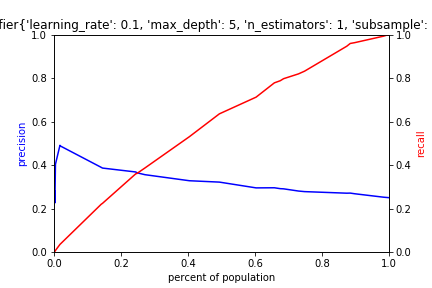 fier{'learning_rate': 0.1, 'max_depth': 5, 'n_estimators': 1, 'subsample':
1.0 1.0
0.8 0.8
0.6 0.6
precision recall
0.4 0.4
0.2 0.2
0.0 0.0
0.0 0.2 0.4 0.6 0.8 1.0
percent of population